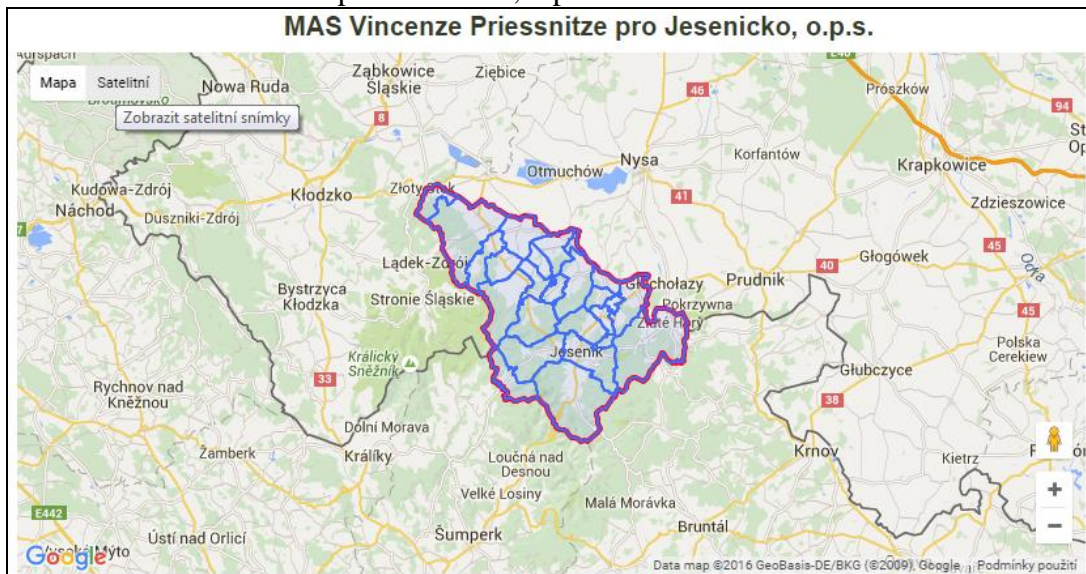 MAS Vincenze Priessnitze pro Jesenicko, o.p.s.
Mapa Satelitní
Zobrazit satelitní snímky
Nowa Ruda
Ząbkowice
Śląskie
Ziębice
46
E40
Prószków
94
8
Nysa
Korfantów
Krapkowice
Otmuchów
Kudowa-Zdrój
Kłodzko
Złoty Stok
41
Náchod
Duszniki-Zdrój
Zdzieszowice
45
Lądek-Zdrój
Głuchołazy
Prudnik
40
Głogówek
Odra
Bystrzyca
Kłodzka
Stronie Śląskie
Pokrzywna
Zlaté Hory
45
Králický
Sněžník
Jeseník
Polska
Cerekiew
Rychnov nad
Kněžnou
33
Głubczyce
38
Dolní Morava
Žamberk
Králíky
Loučná nad
Desnou
Krnov
Kietrz
Velké Losiny
Malá Morávka
E442
Ústí nad Orlicí
Šumperk
Bruntál
Vysoké Mýto
Google
Data map ©2016 GeoBasis-DE/BKG (©2009), Google Podmínky použití